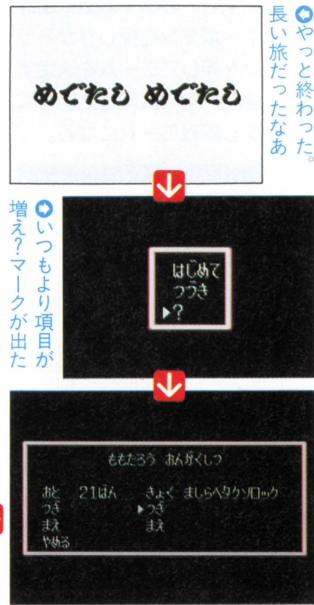 やっと終わった。
長い旅だったなあ
めでたし めでたし
いつもより項目が
増え?マークが出た
はじめて
つづき
▶?
ももたろう おんがくしつ
おと 21ばん きょく ましらへタクソロック
つぎ ▶つぎ
まえ まえ
やめる